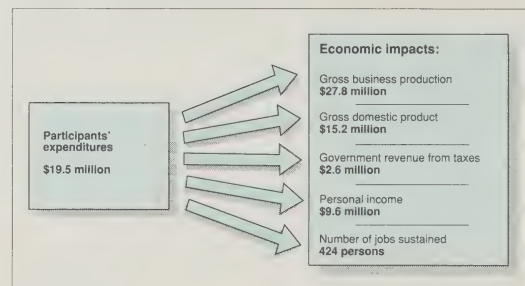 Participants'
expenditures
$19.5 million
Economic impacts:
Gross business production
$27.8 million
Gross domestic product
$15.2 million
Government revenue from taxes
$2.6 million
Personal income
$9.6 million
Number of jobs sustained
424 persons